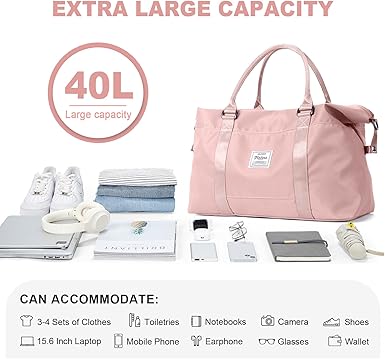 EXTRA LARGE CAPACITY
40L
Large capacity
BRILLIANT
CAN ACCOMMODATE:
3-4 Sets of Clothes
Toiletries
Notebooks
Camera
Shoes
15.6 Inch Laptop
Mobile Phone
Earphone
Glasses
Wallet